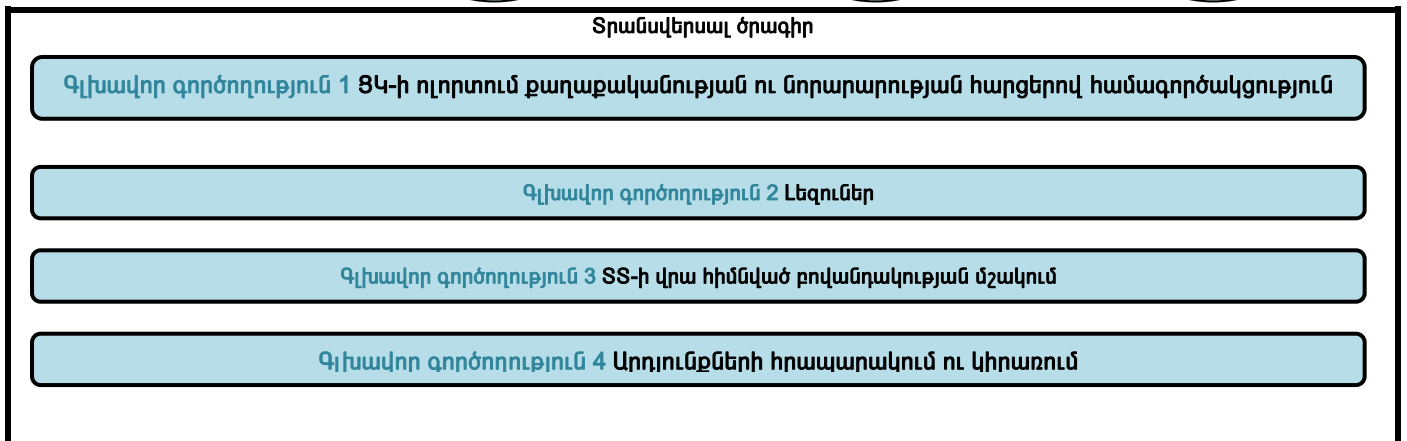 Տրանսվերսալ ծրագիր
Գլխավոր գործողություն 1 ՑԿ-ի ոլորտում քաղաքականության ու նորարարության հարցերով համագործակցություն
Գլխավոր գործողություն 2 Լեզուներ
Գլխավոր գործողություն 3 ՏՏ-ի վրա հիմնված բովանդակության մշակում
Գլխավոր գործողություն 4 Արդյունքների հրապարակում ու կիրառում